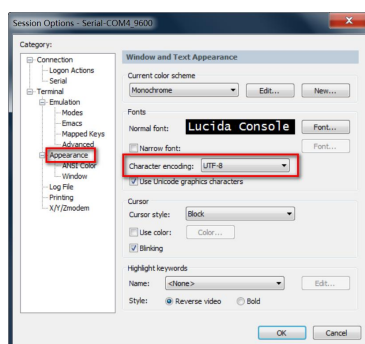 Session Options - Serial-COM4_9600
Category:
Connection
Logon Actions
Serial
Terminal
Emulation
Modes
Emacs
Mapped Keys
Advanced
Appearance
ANSI Color
Window
Log File
Printing
X/Y/Zmodem
Window and Text Appearance
Current color scheme
Monochrome
Edit...
New...
Fonts
Normal font:
Lucida Console
Font...
Narrow font:
Font...
Character encoding:
UTF-8
Use Unicode graphics characters
Cursor
Cursor style:
Block
Use color:
Color...
Blinking
Highlight keywords
Name:
<None>
Edit...
Style:
Reverse video
Bold
OK
Cancel